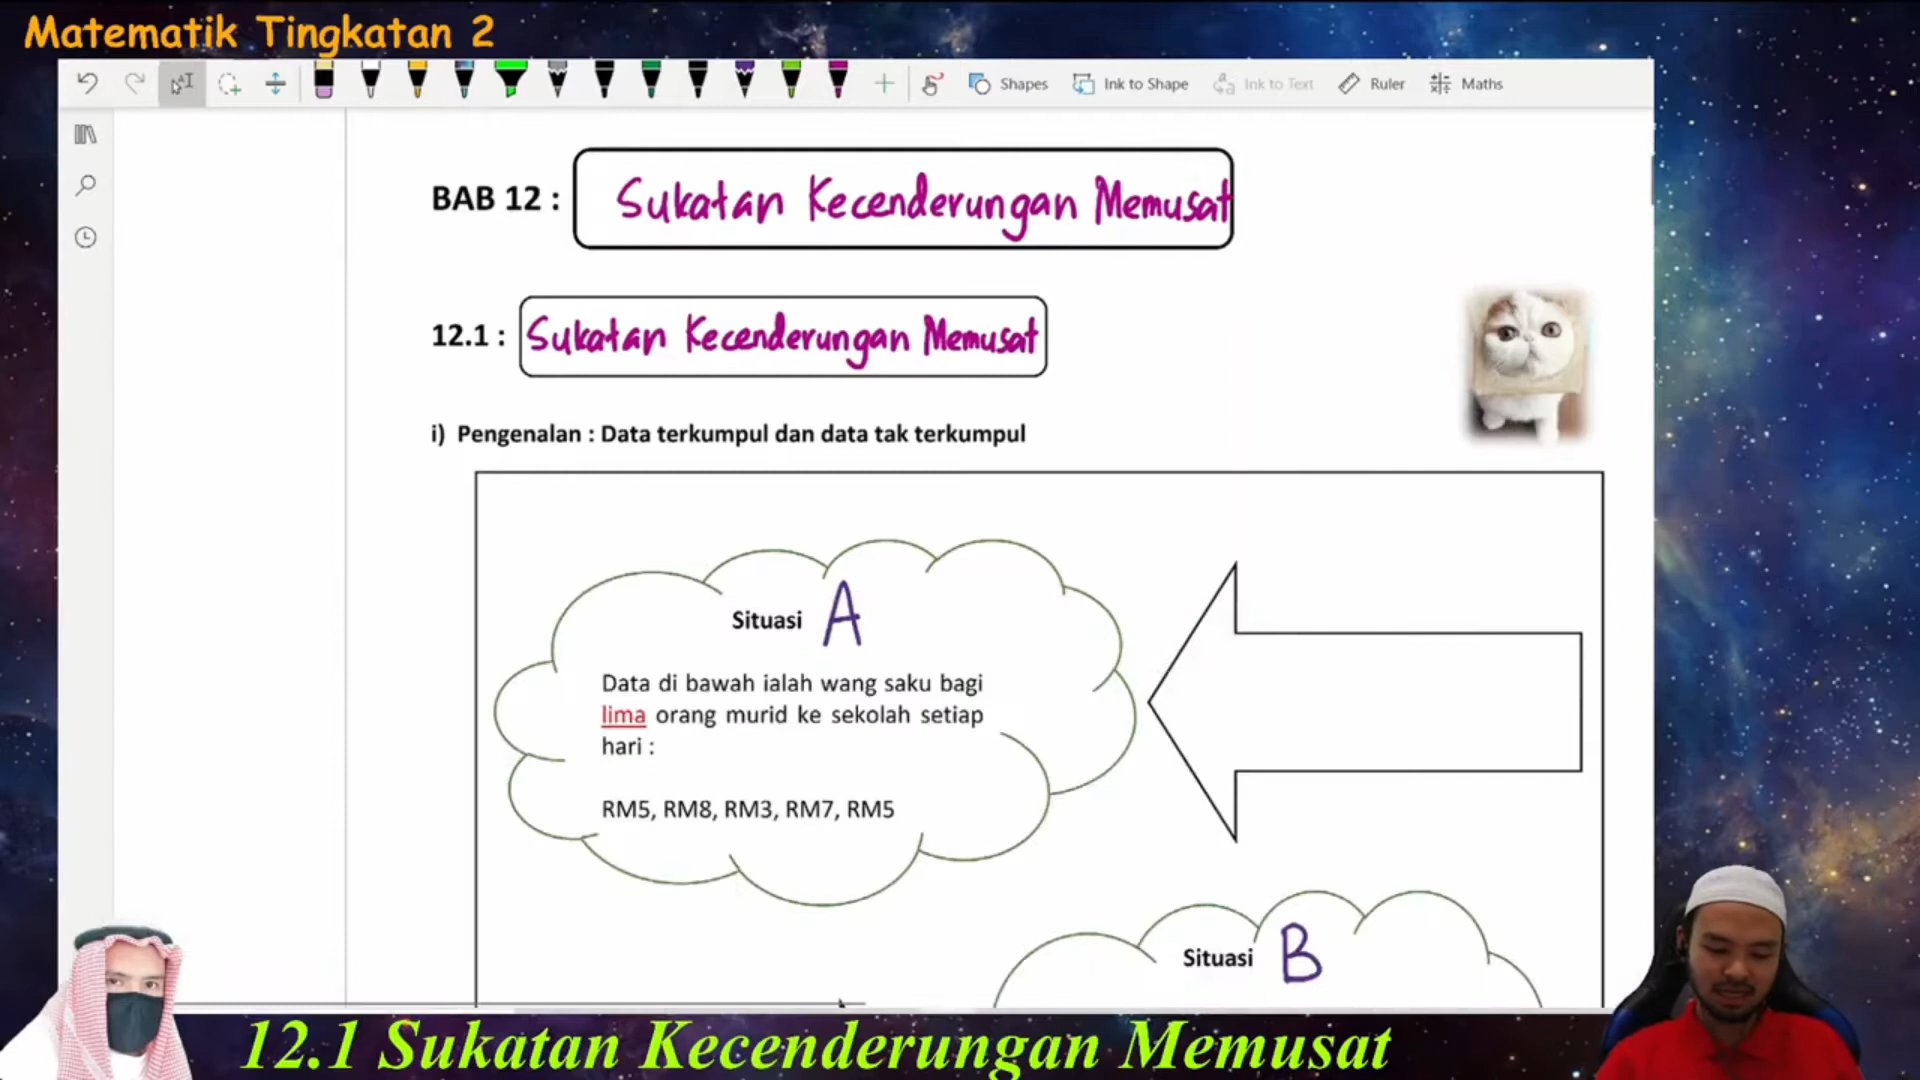 Matematik Tingkatan 2
Shapes
Ink to Shape
Ink to Text
Ruler
Maths
BAB 12 : Sukatan Kecenderungan Memusat
12.1 : Sukatan Kecenderungan Memusat
i) Pengenalan : Data terkumpul dan data tak terkumpul
Situasi A
Data di bawah ialah wang saku bagi
lima orang murid ke sekolah setiap
hari :
RM5, RM8, RM3, RM7, RM5
Situasi B
12.1 Sukatan Kecenderungan Memusat